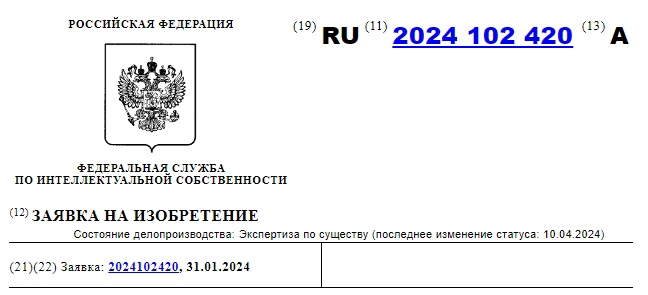 РОССИЙСКАЯ ФЕДЕРАЦИЯ
(19) RU (11) 2024 102 420 (13) A
ФЕДЕРАЛЬНАЯ СЛУЖБА
ПО ИНТЕЛЛЕКТУАЛЬНОЙ СОБСТВЕННОСТИ
(12) ЗАЯВКА НА ИЗОБРЕТЕНИЕ
Состояние делопроизводства: Экспертиза по существу (последнее изменение статуса: 10.04.2024)
(21)(22) Заявка: 2024102420, 31.01.2024